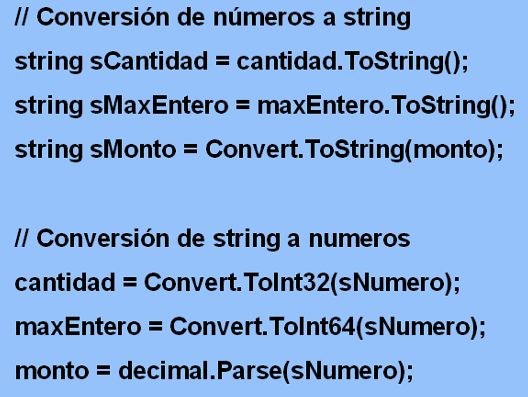 // Conversión de números a string
string sCantidad = cantidad.ToString();
string sMaxEntero = maxEntero.ToString();
string sMonto = Convert.ToString(monto);
// Conversión de string a numeros
cantidad = Convert.ToInt32(sNumero);
maxEntero = Convert.ToInt64(sNumero);
monto = decimal.Parse(sNumero);